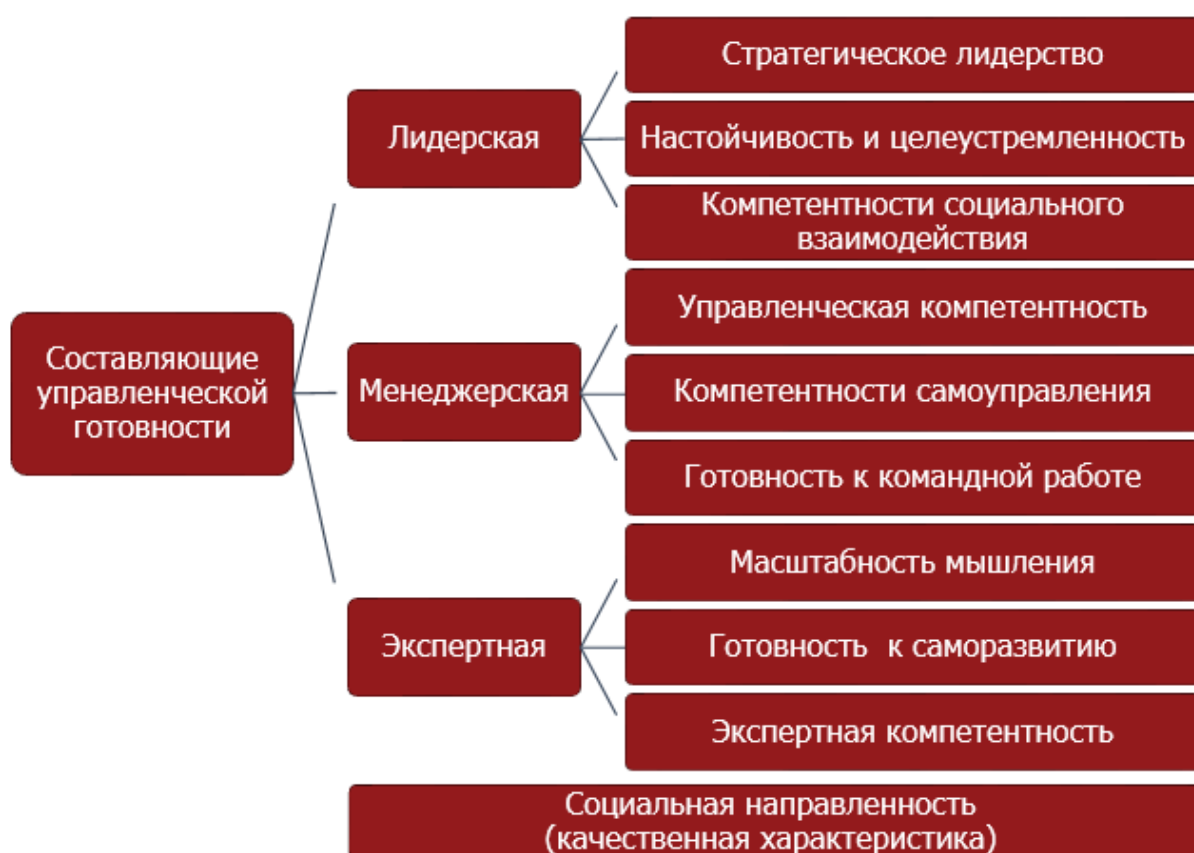 Составляющие
управленческой
готовности
Лидерская
Стратегическое лидерство
Настойчивость и целеустремленность
Компетентности социального
взаимодействия
Менеджерская
Управленческая компетентность
Компетентности самоуправления
Готовность к командной работе
Экспертная
Масштабность мышления
Готовность к саморазвитию
Экспертная компетентность
Социальная направленность
(качественная характеристика)